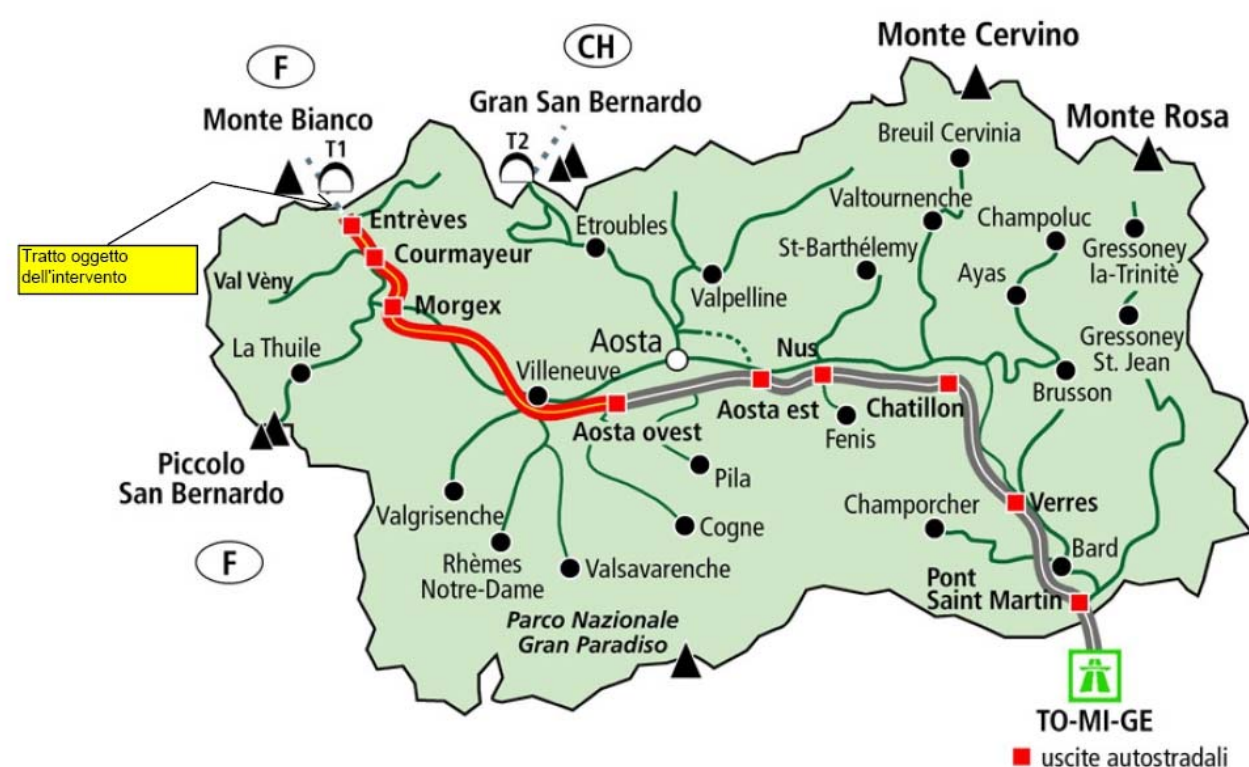 F
CH
Monte Cervino
Monte Bianco
Gran San Bernardo
Monte Rosa
T1
T2
Breuil Cervinia
Entrèves
Etroubles
Valtournenche
Champoluc
Tratto oggetto
dell'intervento
Courmayeur
St-Barthélemy
Gressoney
la-Trinitè
Val Vèny
Valpelline
Ayas
Morgex
Gressoney
St. Jean
La Thuile
Aosta
Nus
Villeneuve
Brusson
Aosta est
Chatillon
Aosta ovest
Fenis
Piccolo
San Bernardo
Pila
Verres
Valgrisenche
Champorcher
Cogne
Bard
F
Rhèmes
Notre-Dame
Valsavarenche
Pont
Saint Martin
Parco Nazionale
Gran Paradiso
TO-MI-GE
uscite autostradali